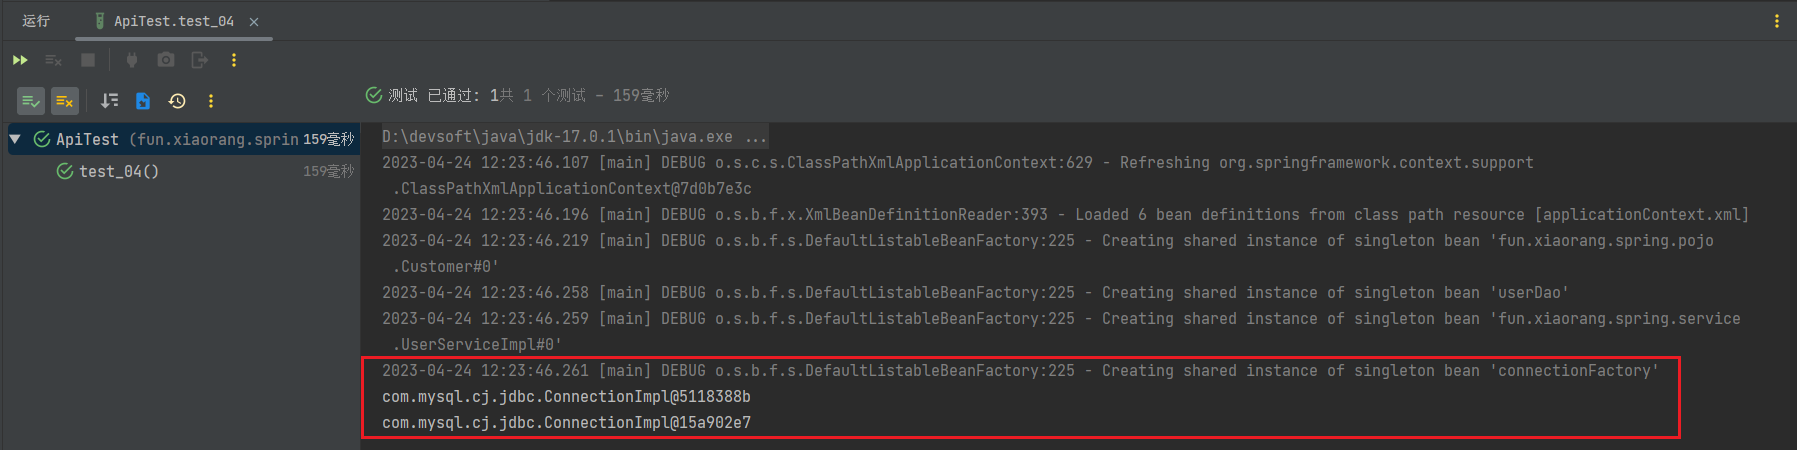 运行
ApiTest.test_04 ×
测试 已通过: 1共 1 个测试 – 159毫秒
ApiTest (fun.xiaorang.sprin 159毫秒
test_04() 159毫秒
D:\devsoft\java\jdk-17.0.1\bin\java.exe ...
2023-04-24 12:23:46.107 [main] DEBUG o.s.c.s.ClassPathXmlApplicationContext:629 - Refreshing org.springframework.context.support
.ClassPathXmlApplicationContext@7d0b7e3c
2023-04-24 12:23:46.196 [main] DEBUG o.s.b.f.x.XmlBeanDefinitionReader:393 - Loaded 6 bean definitions from class path resource [applicationContext.xml]
2023-04-24 12:23:46.219 [main] DEBUG o.s.b.f.s.DefaultListableBeanFactory:225 - Creating shared instance of singleton bean 'fun.xiaorang.spring.pojo
.Customer#0'
2023-04-24 12:23:46.258 [main] DEBUG o.s.b.f.s.DefaultListableBeanFactory:225 - Creating shared instance of singleton bean 'userDao'
2023-04-24 12:23:46.259 [main] DEBUG o.s.b.f.s.DefaultListableBeanFactory:225 - Creating shared instance of singleton bean 'fun.xiaorang.spring.service
.UserServiceImpl#0'
2023-04-24 12:23:46.261 [main] DEBUG o.s.b.f.s.DefaultListableBeanFactory:225 - Creating shared instance of singleton bean 'connectionFactory'
com.mysql.cj.jdbc.ConnectionImpl@5118388b
com.mysql.cj.jdbc.ConnectionImpl@15a902e7